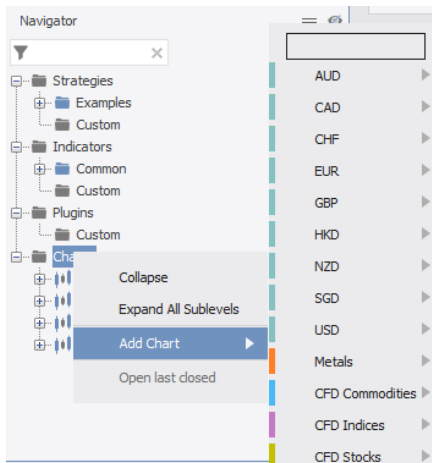 Navigator
Strategies
Examples
Custom
Indicators
Common
Custom
Plugins
Custom
Cha
Collapse
Expand All Sublevels
Add Chart
Open last closed
AUD
CAD
CHF
EUR
GBP
HKD
NZD
SGD
USD
Metals
CFD Commodities
CFD Indices
CFD Stocks